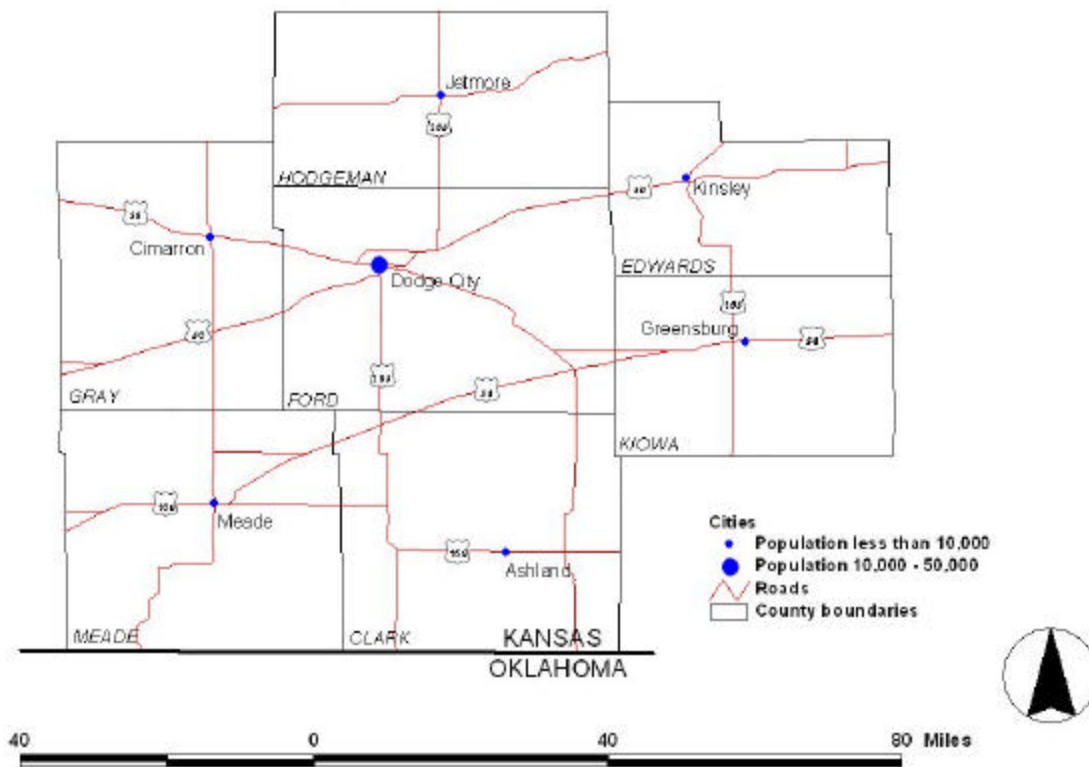 Jetmore
HODGEMAN
Kinsley
Cimarron
EDWARDS
Dodge City
Greensburg
GRAY
FORD
KIOWA
Meade
Ashland
MEADE
CLARK
KANSAS
OKLAHOMA
Cities
Population less than 10,000
Population 10,000 - 50,000
Roads
County boundaries
40 0 40 80 Miles